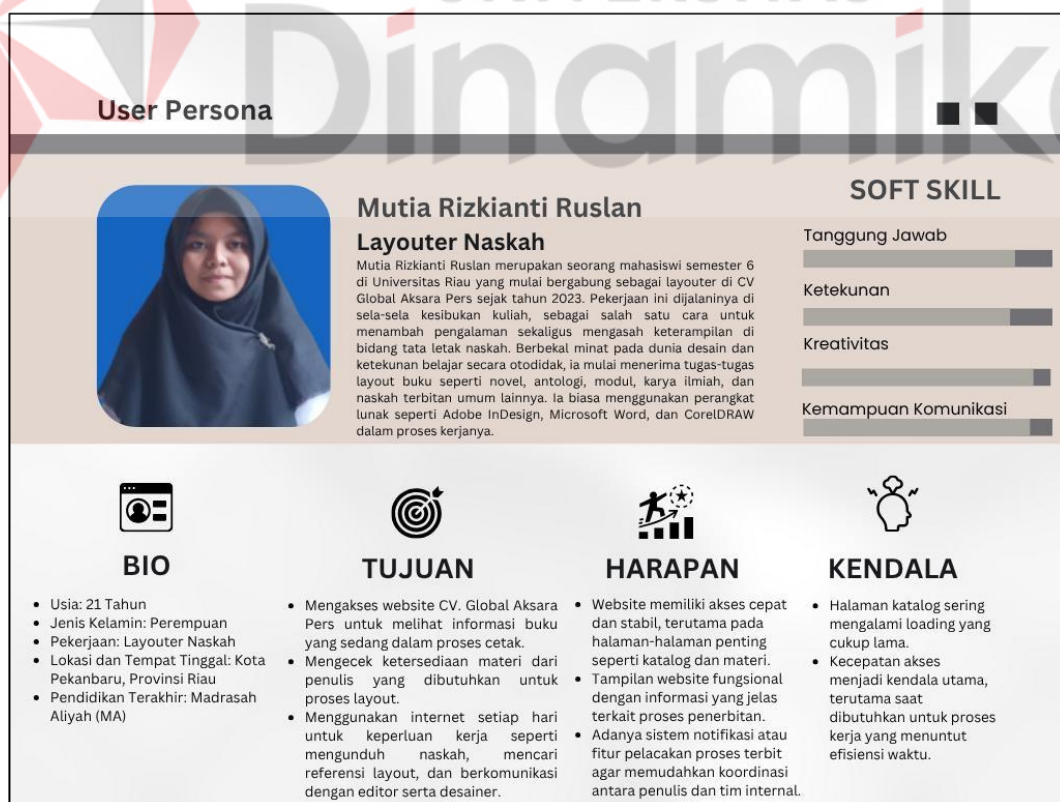 Dinamika
User Persona
Mutia Rizkianti Ruslan
Layouter Naskah
Mutia Rizkianti Ruslan merupakan seorang mahasiswi semester 6
di Universitas Riau yang mulai bergabung sebagai layouter di CV
Global Aksara Pers sejak tahun 2023. Pekerjaan ini dijalaninya di
sela-sela kesibukan kuliah, sebagai salah satu cara untuk
menambah pengalaman sekaligus mengasah keterampilan di
bidang tata letak naskah. Berbekal minat pada dunia desain dan
ketekunan belajar secara otodidak, ia mulai menerima tugas-tugas
layout buku seperti novel, antologi, modul, karya ilmiah, dan
naskah terbitan umum lainnya. Ia biasa menggunakan perangkat
lunak seperti Adobe InDesign, Microsoft Word, dan CorelDRAW
dalam proses kerjanya.
SOFT SKILL
Tanggung Jawab
Ketekunan
Kreativitas
Kemampuan Komunikasi
BIO
• Usia: 21 Tahun
• Jenis Kelamin: Perempuan
• Pekerjaan: Layouter Naskah
• Lokasi dan Tempat Tinggal: Kota
Pekanbaru, Provinsi Riau
• Pendidikan Terakhir: Madrasah
Aliyah (MA)
TUJUAN
• Mengakses website CV. Global Aksara
Pers untuk melihat informasi buku
yang sedang dalam proses cetak.
• Mengecek ketersediaan materi dari
penulis yang dibutuhkan untuk
proses layout.
• Menggunakan internet setiap hari
untuk keperluan kerja seperti
mengunduh naskah, mencari
referensi layout, dan berkomunikasi
dengan editor serta desainer.
HARAPAN
• Website memiliki akses cepat
dan stabil, terutama pada
halaman-halaman penting
seperti katalog dan materi.
• Tampilan website fungsional
dengan informasi yang jelas
terkait proses penerbitan.
• Adanya sistem notifikasi atau
fitur pelacakan proses terbit
agar memudahkan koordinasi
antara penulis dan tim internal.
KENDALA
• Halaman katalog sering
mengalami loading yang
cukup lama.
• Kecepatan akses
menjadi kendala utama,
terutama saat
dibutuhkan untuk proses
kerja yang menuntut
efisiensi waktu.